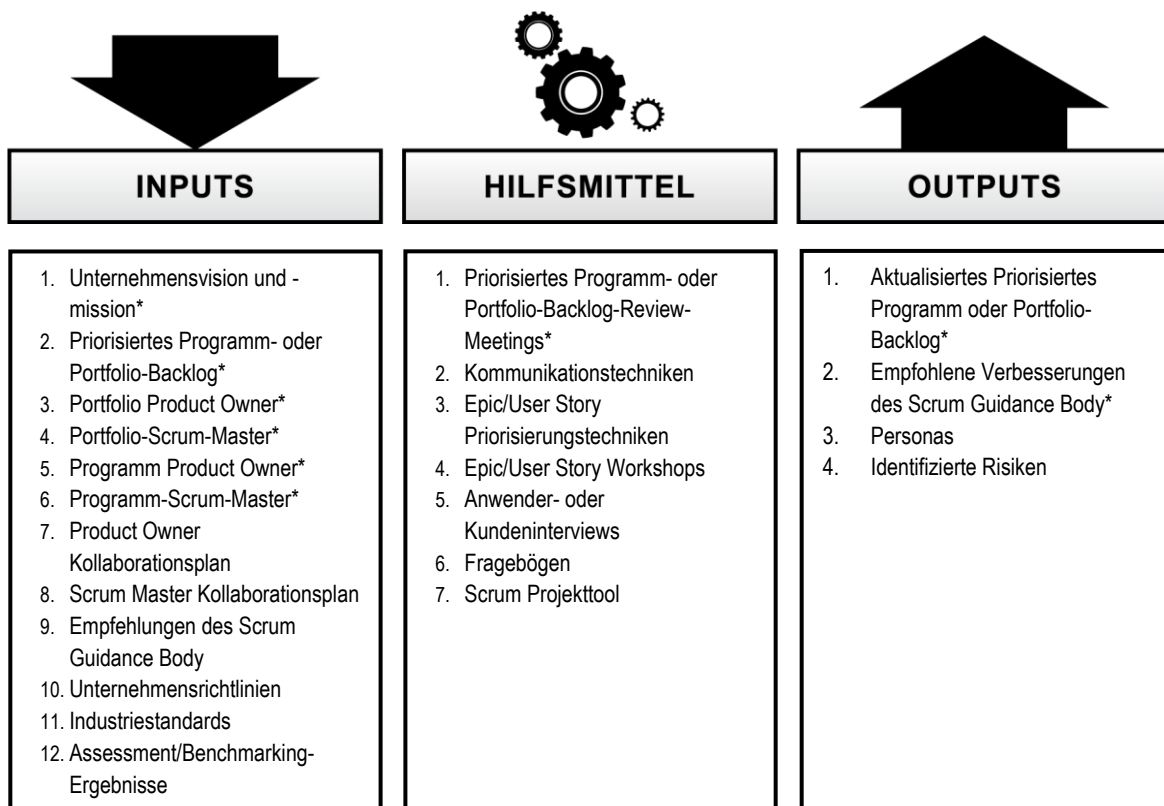 INPUTS
1. Unternehmensvision und -
mission*
2. Priorisiertes Programm- oder
Portfolio-Backlog*
3. Portfolio Product Owner*
4. Portfolio-Scrum-Master*
5. Programm Product Owner*
6. Programm-Scrum-Master*
7. Product Owner
Kollaborationsplan
8. Scrum Master Kollaborationsplan
9. Empfehlungen des Scrum
Guidance Body
10. Unternehmensrichtlinien
11. Industriestandards
12. Assessment/Benchmarking-
Ergebnisse
HILFSMITTEL
1. Priorisiertes Programm- oder
Portfolio-Backlog-Review-
Meetings*
2. Kommunikationstechniken
3. Epic/User Story
Priorisierungstechniken
4. Epic/User Story Workshops
5. Anwender- oder
Kundeninterviews
6. Fragebögen
7. Scrum Projekttool
OUTPUTS
1. Aktualisiertes Priorisiertes
Programm oder Portfolio-
Backlog*
2. Empfohlene Verbesserungen
des Scrum Guidance Body*
3. Personas
4. Identifizierte Risiken